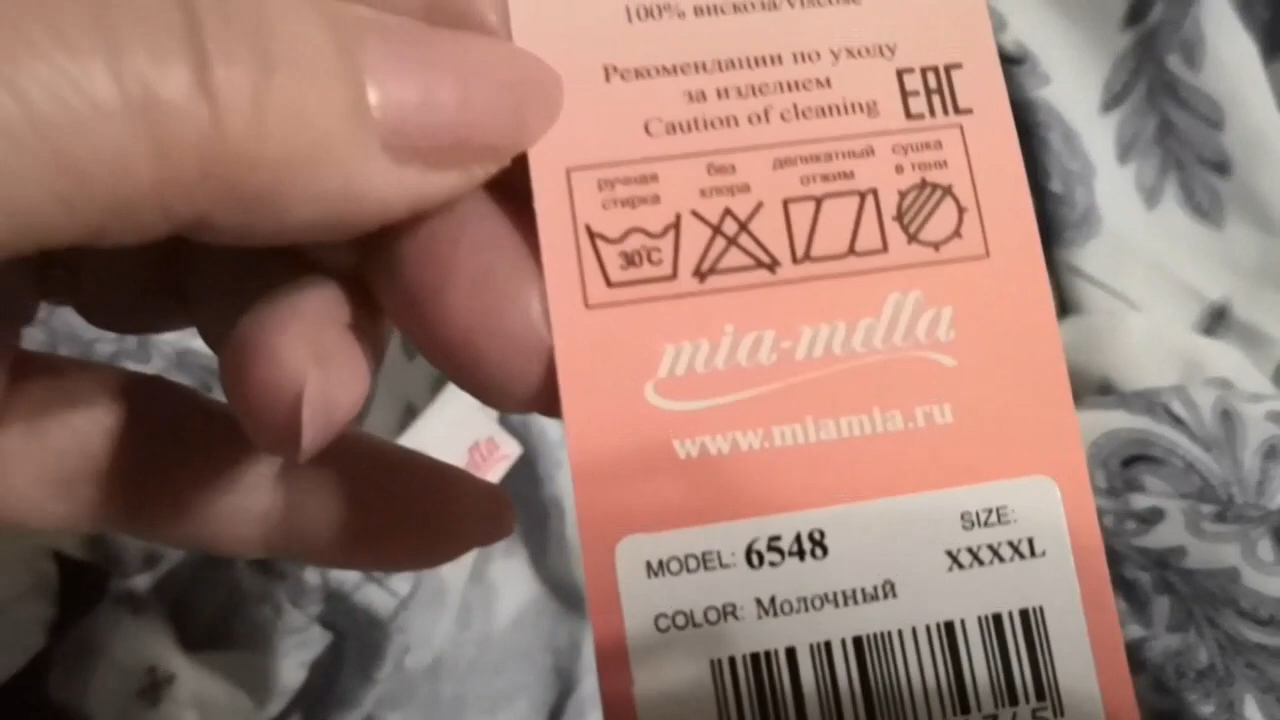 100% вискоза/viscose
Рекомендации по уходу
за изделием
Caution of cleaning
EAC
ручная
стирка
без
хлора
деликатный
отжим
сушка
в тени
30°C
mia-mella
www.miamia.ru
MODEL: 6548
SIZE:
XXXXL
COLOR: Молочный